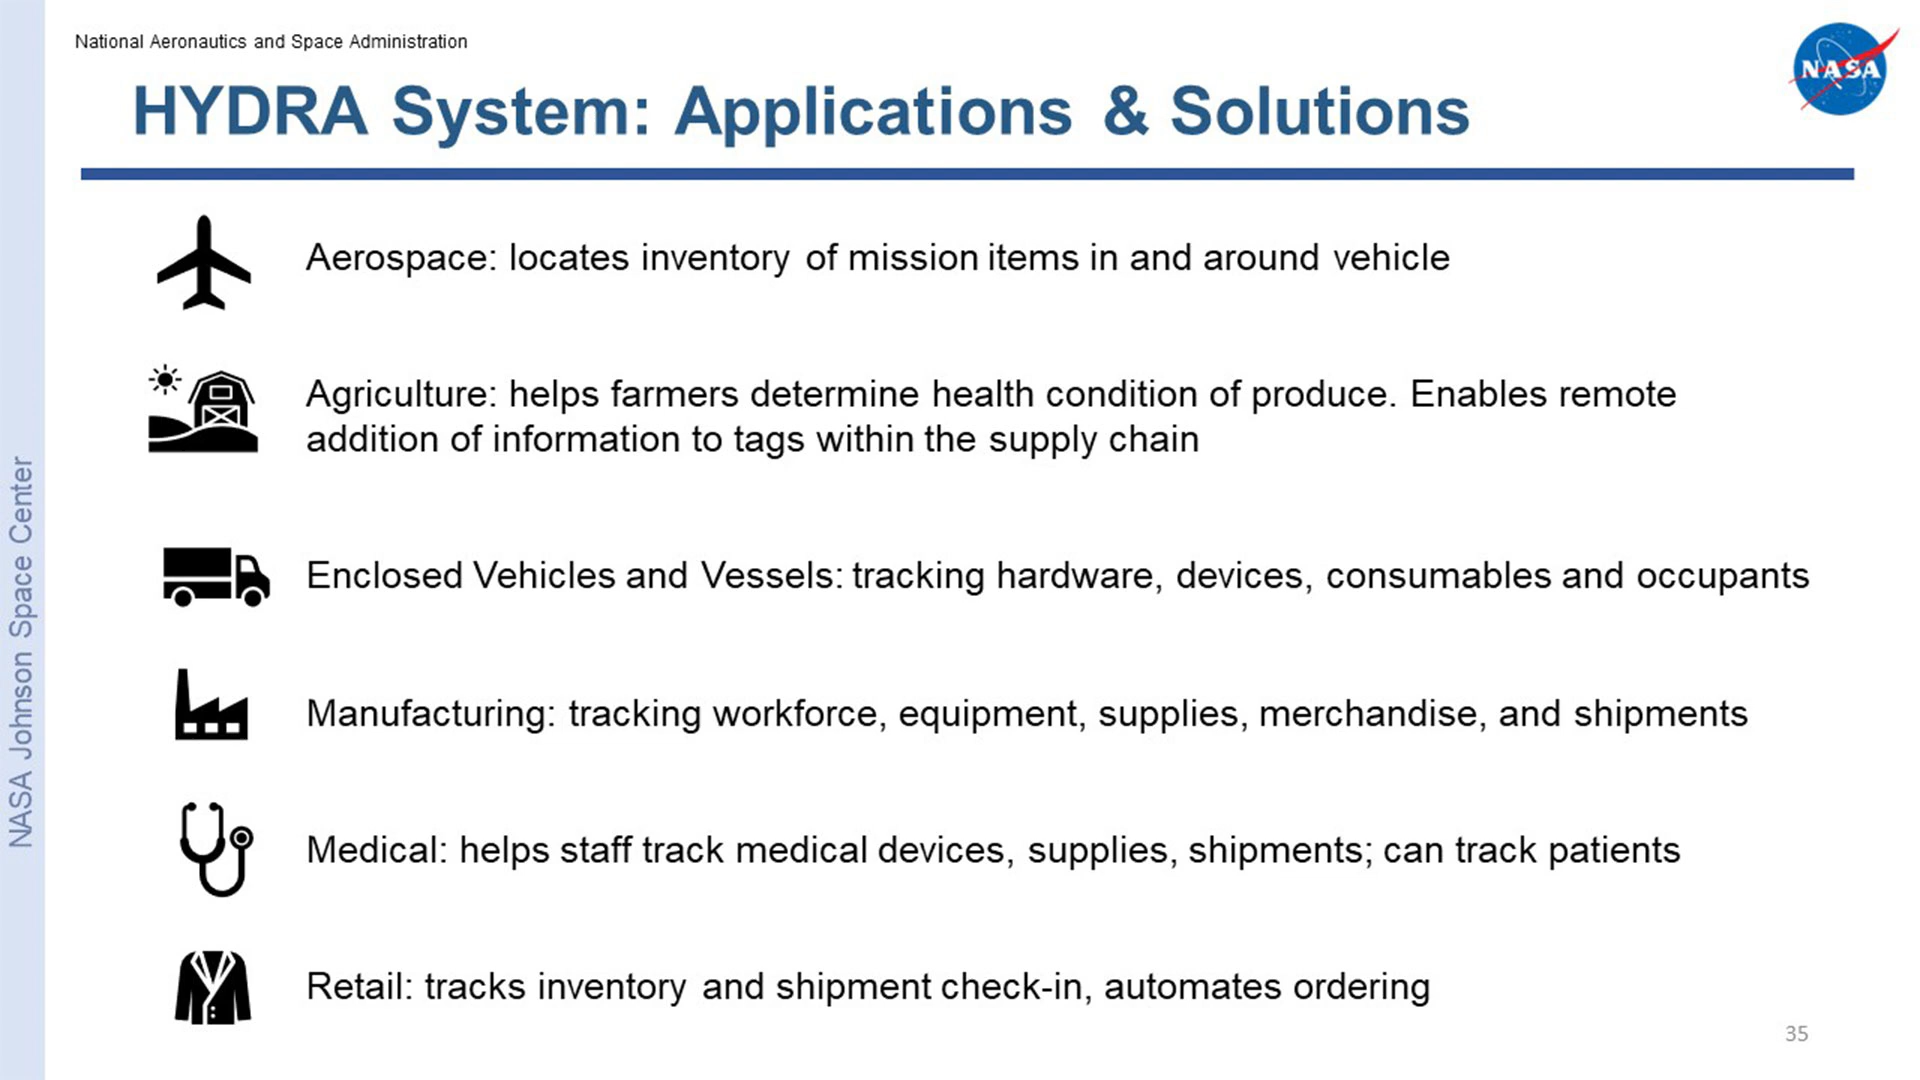 National Aeronautics and Space Administration
NASA
HYDRA System: Applications & Solutions
Aerospace: locates inventory of mission items in and around vehicle
Agriculture: helps farmers determine health condition of produce. Enables remote
addition of information to tags within the supply chain
Enclosed Vehicles and Vessels: tracking hardware, devices, consumables and occupants
Manufacturing: tracking workforce, equipment, supplies, merchandise, and shipments
Medical: helps staff track medical devices, supplies, shipments; can track patients
Retail: tracks inventory and shipment check-in, automates ordering
35
NASA Johnson Space Center